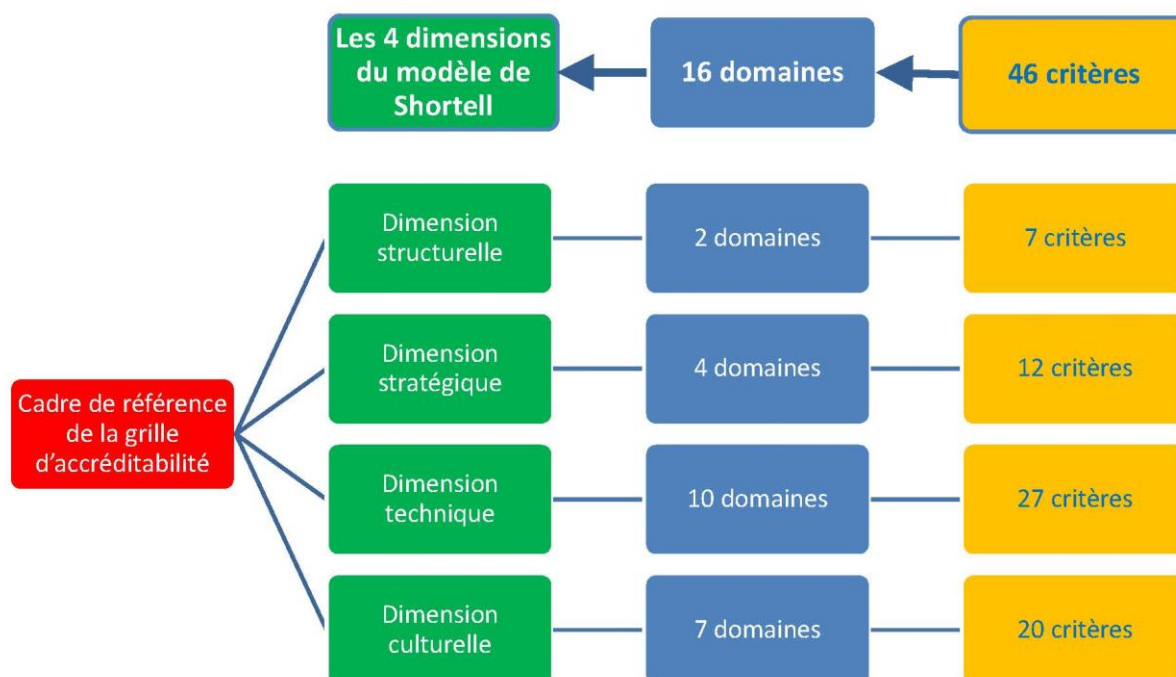 Les 4 dimensions
du modèle de
Shortell
16 domaines
46 critères
Dimension
structurelle
2 domaines
7 critères
Dimension
stratégique
4 domaines
12 critères
Cadre de référence
de la grille
d’accréditabilité
Dimension
technique
10 domaines
27 critères
Dimension
culturelle
7 domaines
20 critères